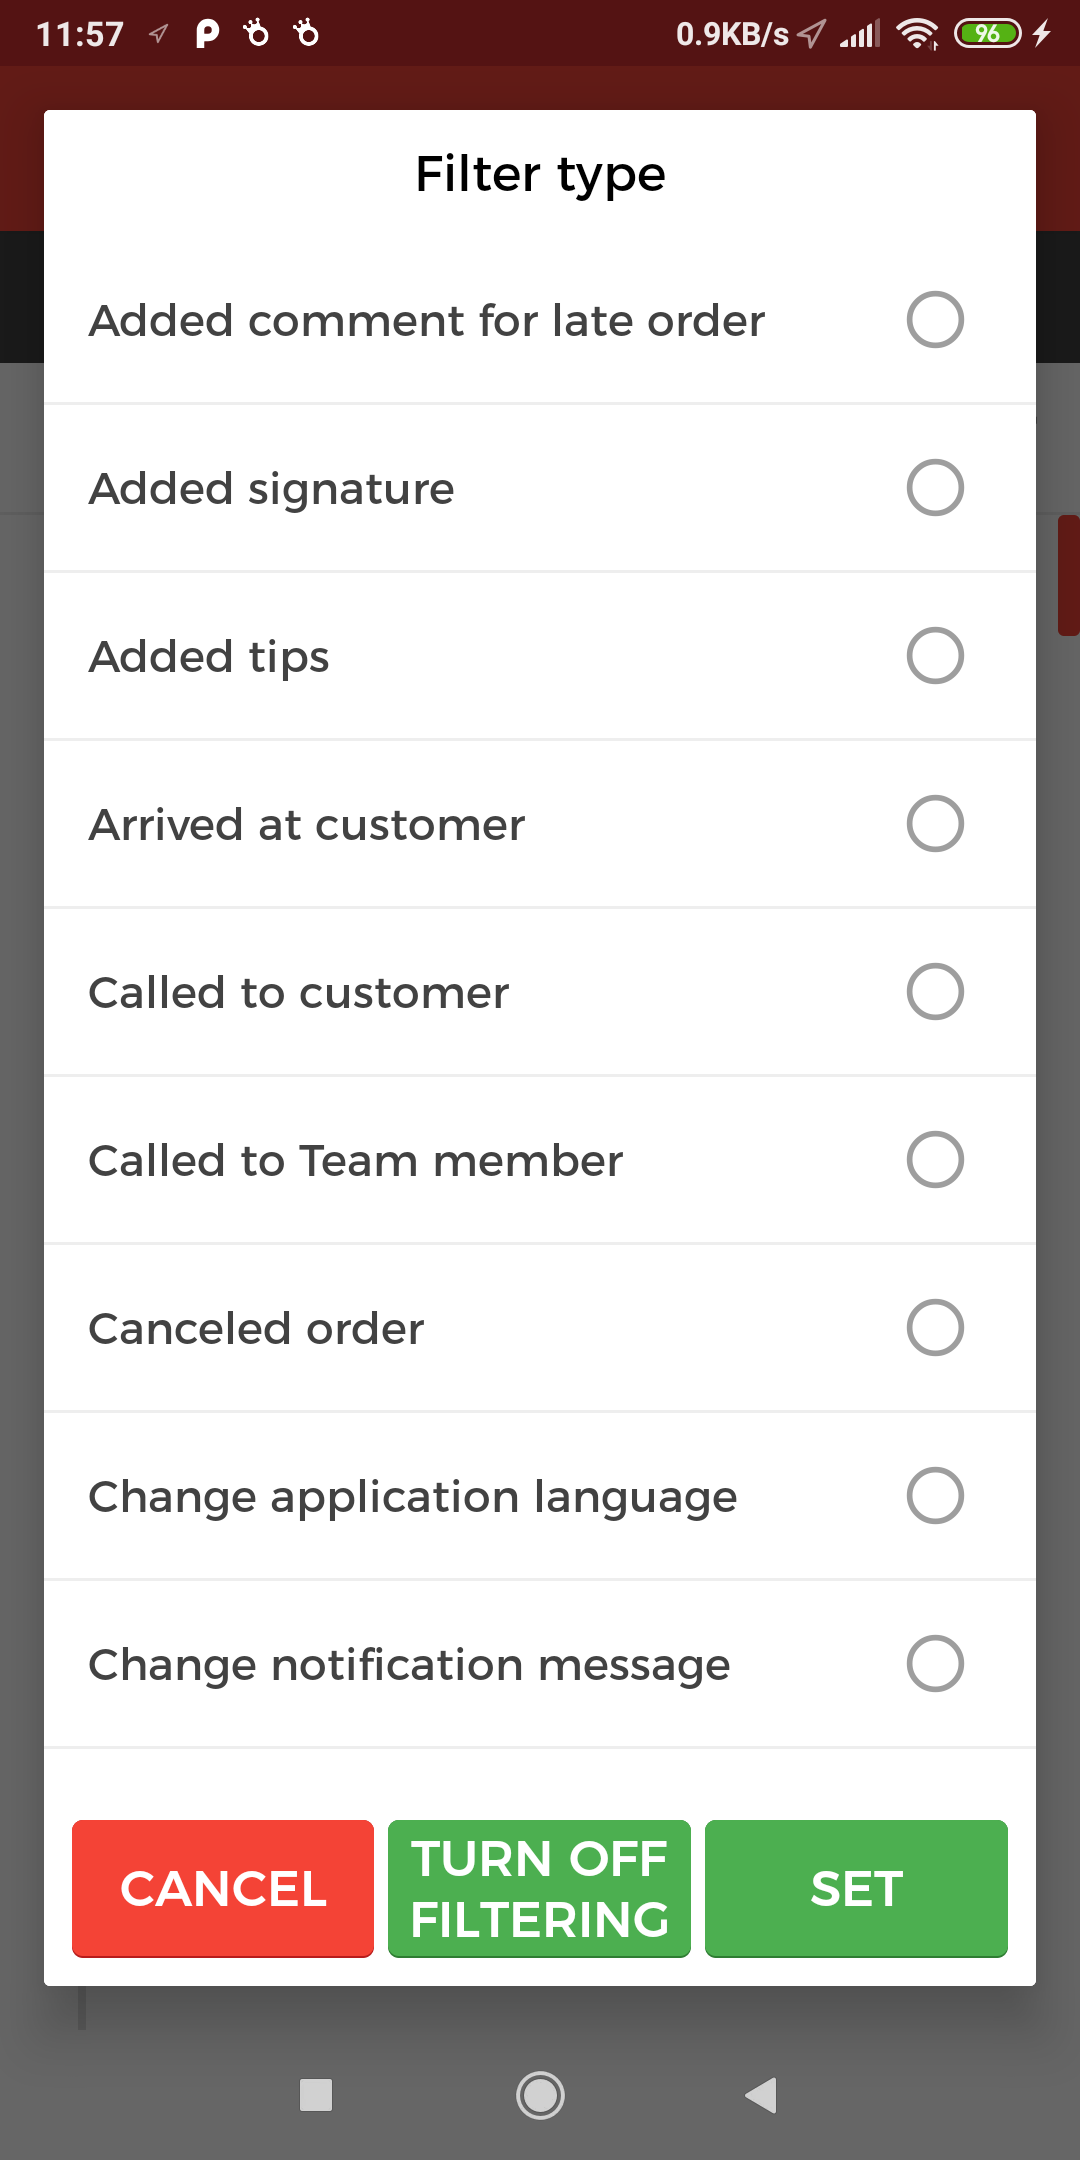 11:57 0.9KB/s 96
Filter type
Added comment for late order
Added signature
Added tips
Arrived at customer
Called to customer
Called to Team member
Canceled order
Change application language
Change notification message
CANCEL
TURN OFF
FILTERING
SET